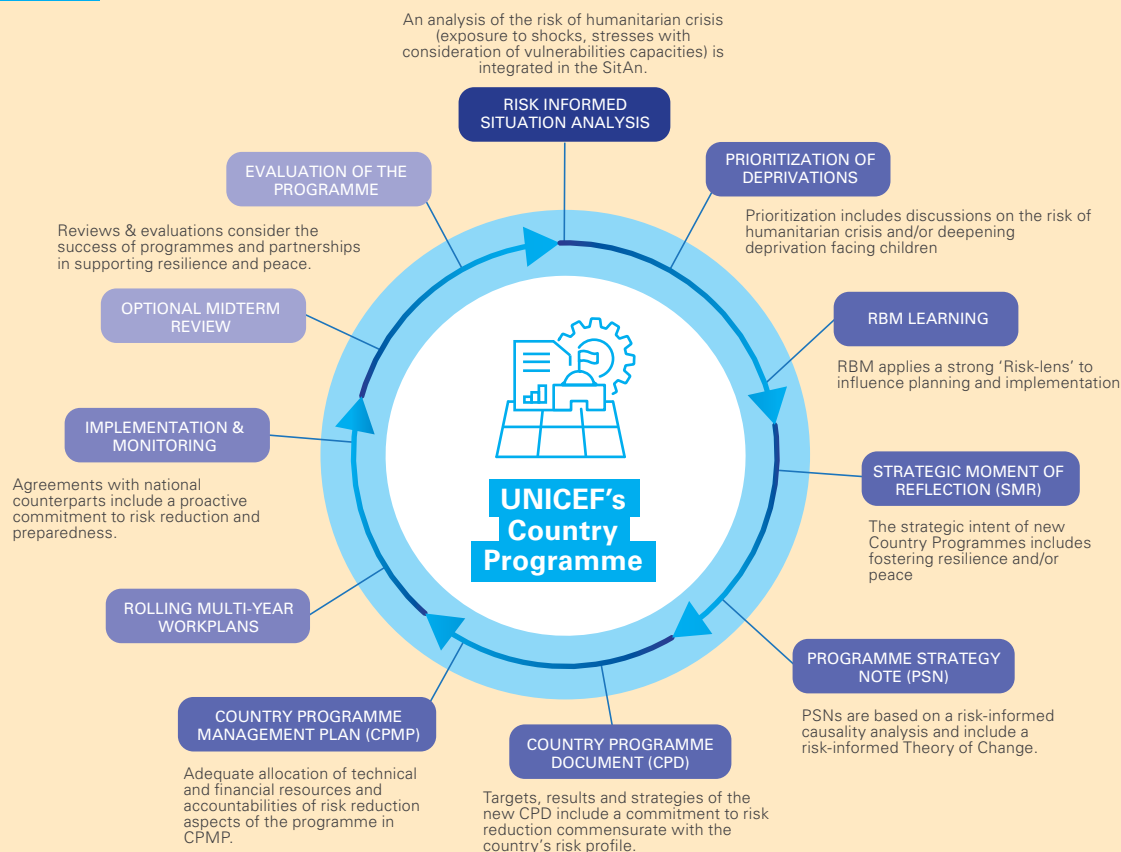 An analysis of the risk of humanitarian crisis
(exposure to shocks, stresses with
consideration of vulnerabilities capacities) is
integrated in the SitAn.
RISK INFORMED
SITUATION ANALYSIS
PRIORITIZATION OF
DEPRIVATIONS
Prioritization includes discussions on the risk of
humanitarian crisis and/or deepening
deprivation facing children
RBM LEARNING
RBM applies a strong ‘Risk-lens’ to
influence planning and implementation
STRATEGIC MOMENT OF
REFLECTION (SMR)
The strategic intent of new
Country Programmes includes
fostering resilience and/or
peace
PROGRAMME STRATEGY
NOTE (PSN)
PSNs are based on a risk-informed
causality analysis and include a
risk-informed Theory of Change.
COUNTRY PROGRAMME
DOCUMENT (CPD)
Targets, results and strategies of the
new CPD include a commitment to risk
reduction commensurate with the
country’s risk profile.
COUNTRY PROGRAMME
MANAGEMENT PLAN (CPMP)
Adequate allocation of technical
and financial resources and
accountabilities of risk reduction
aspects of the programme in
CPMP.
ROLLING MULTI-YEAR
WORKPLANS
IMPLEMENTATION &
MONITORING
Agreements with national
counterparts include a proactive
commitment to risk reduction and
preparedness.
OPTIONAL MIDTERM
REVIEW
EVALUATION OF THE
PROGRAMME
Reviews & evaluations consider the
success of programmes and partnerships
in supporting resilience and peace.
UNICEF’s
Country
Programme